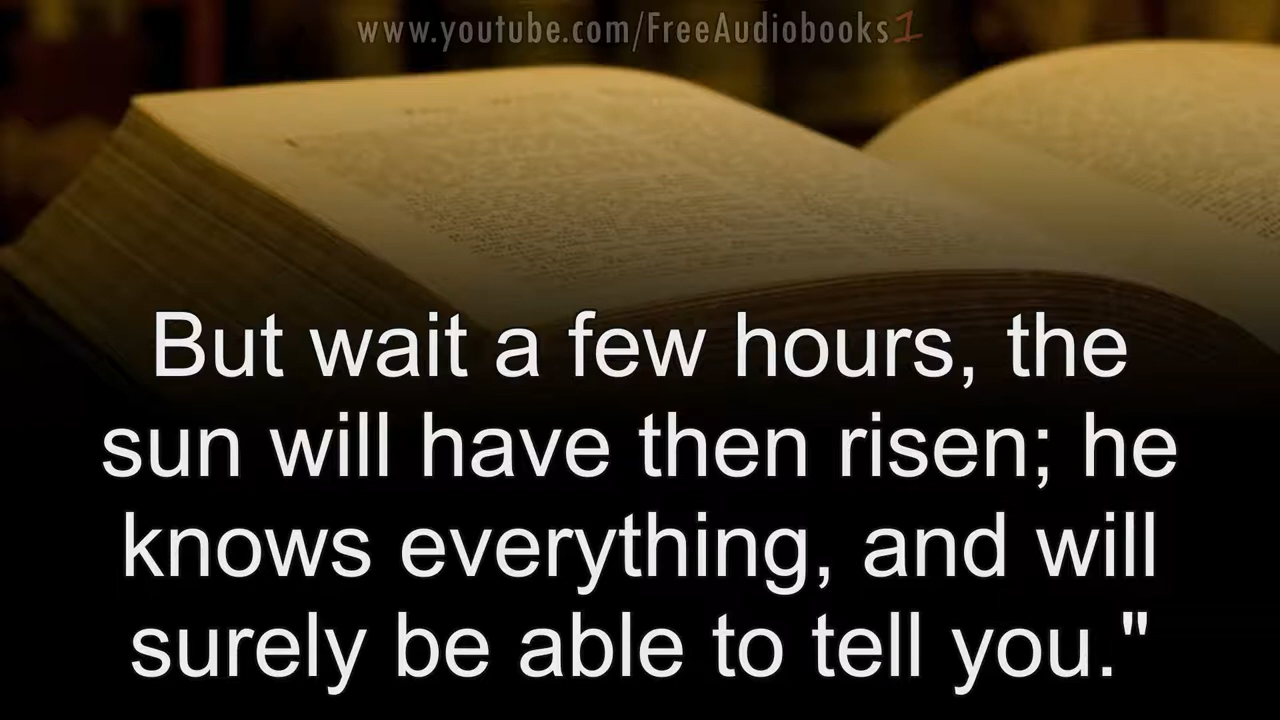 www.youtube.com/FreeAudiobooks1
But wait a few hours, the
sun will have then risen; he
knows everything, and will
surely be able to tell you."